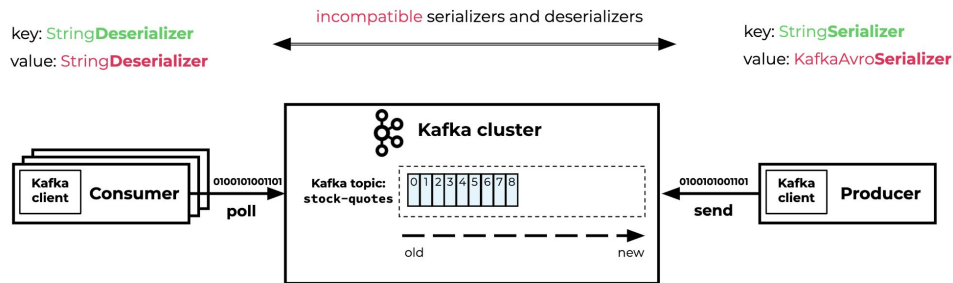 incompatible serializers and deserializers
key: StringDeserializer
value: StringDeserializer
key: StringSerializer
value: KafkaAvroSerializer
Kafka cluster
Kafka client
Consumer
0100101001101
poll
Kafka topic:
stock-quotes
0 1 2 3 4 5 6 7 8
old
new
0100101001101
send
Kafka client
Producer